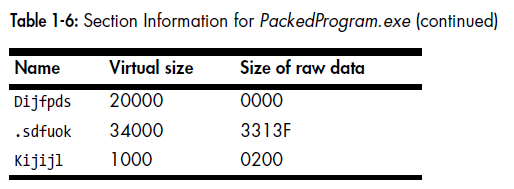 Table 1-6: Section Information for PackedProgram.exe (continued)
Name Virtual size Size of raw data
Dijfpds 20000 0000
.sdfuok 34000 3313F
Kijijl 1000 0200